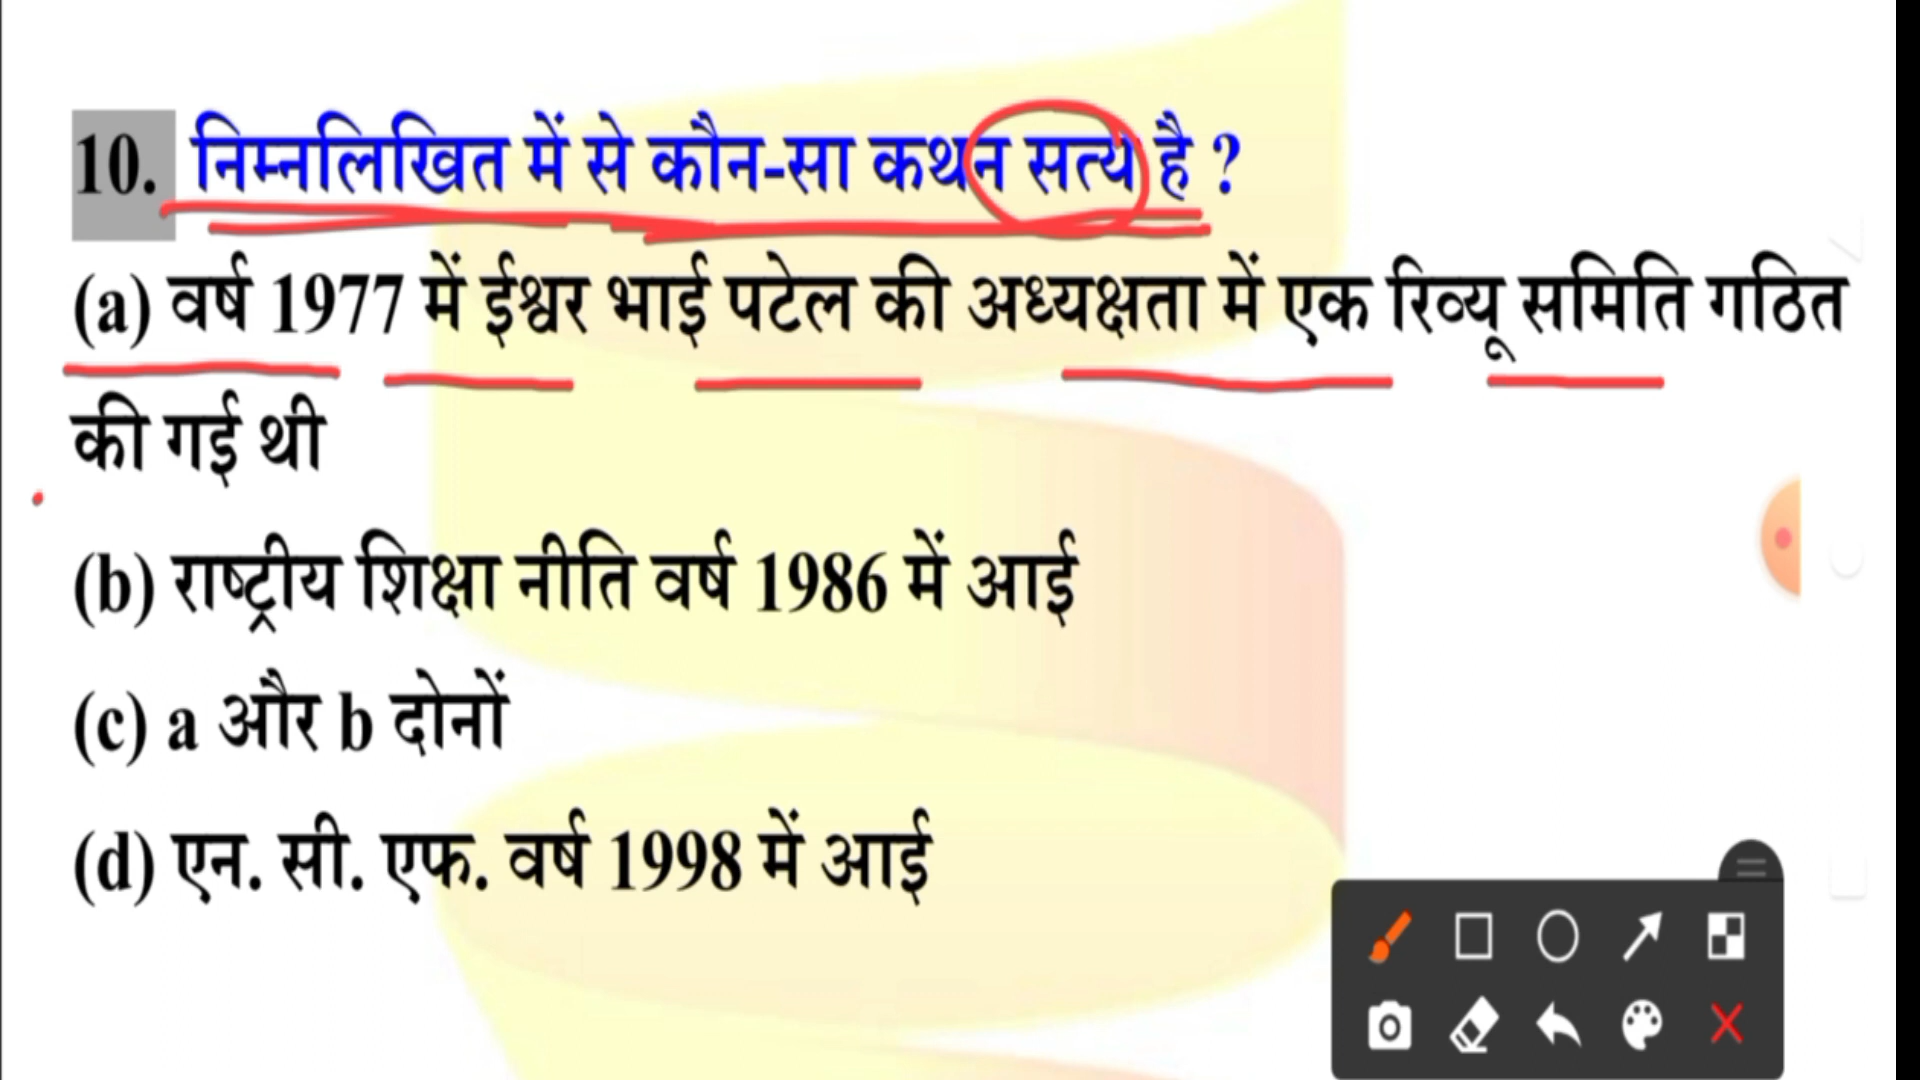 10. निम्नलिखित में से कौन-सा कथन सत्य है ?
(a) वर्ष 1977 में ईश्वर भाई पटेल की अध्यक्षता में एक रिव्यू समिति गठित
की गई थी
(b) राष्ट्रीय शिक्षा नीति वर्ष 1986 में आई
(c) a और b दोनों
(d) एन. सी. एफ. वर्ष 1998 में आई